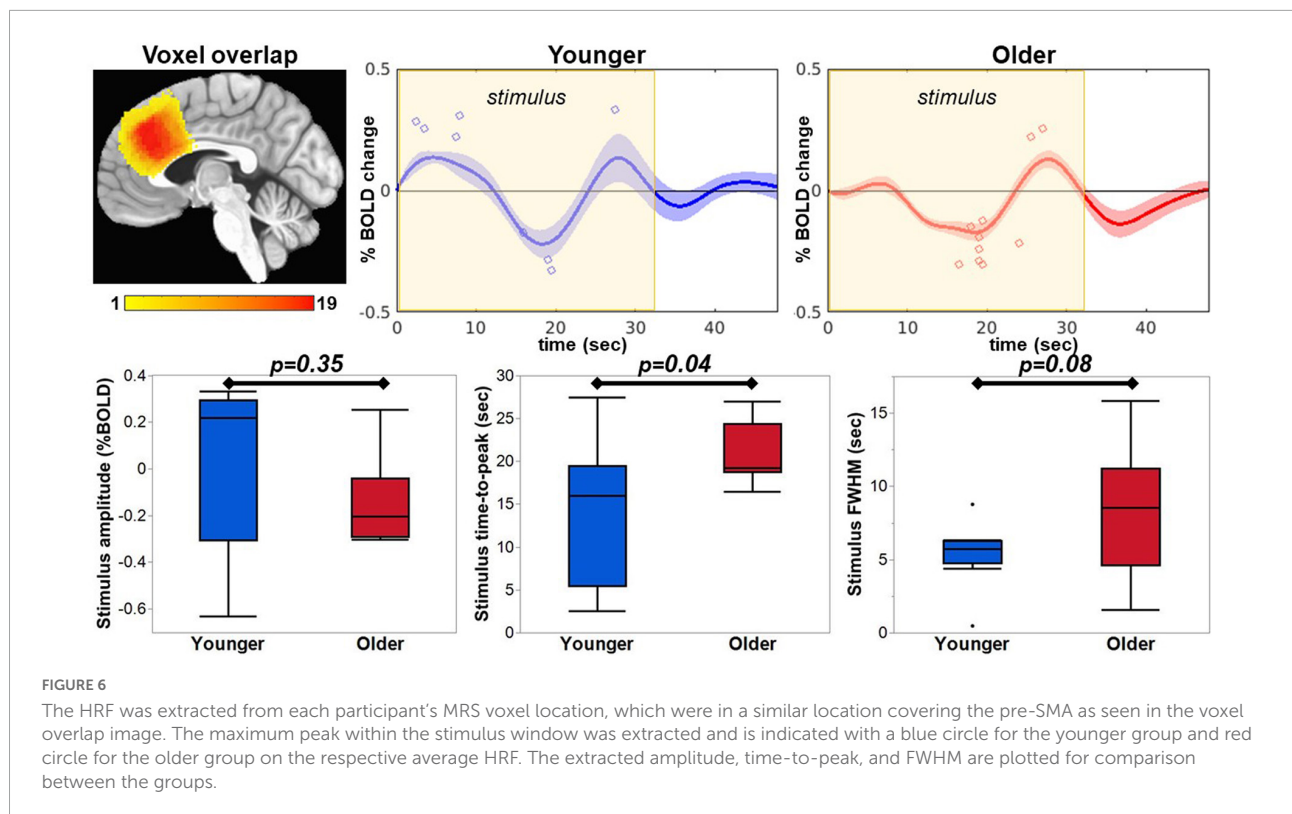 Voxel overlap
1
19
Younger
0.5
0
-0.5
% BOLD change
stimulus
0 10 20 30 40
time (sec)
Older
0.5
0
-0.5
% BOLD change
stimulus
0 10 20 30 40
time (sec)
p=0.35
0.4
0.2
0
-0.2
-0.4
-0.6
Stimulus amplitude (%BOLD)
Younger Older
p=0.04
30
25
20
15
10
5
0
Stimulus time-to-peak (sec)
Younger Older
p=0.08
15
10
5
0
Stimulus FWHM (sec)
Younger Older
FIGURE 6
The HRF was extracted from each participant’s MRS voxel location, which were in a similar location covering the pre-SMA as seen in the voxel
overlap image. The maximum peak within the stimulus window was extracted and is indicated with a blue circle for the younger group and red
circle for the older group on the respective average HRF. The extracted amplitude, time-to-peak, and FWHM are plotted for comparison
between the groups.